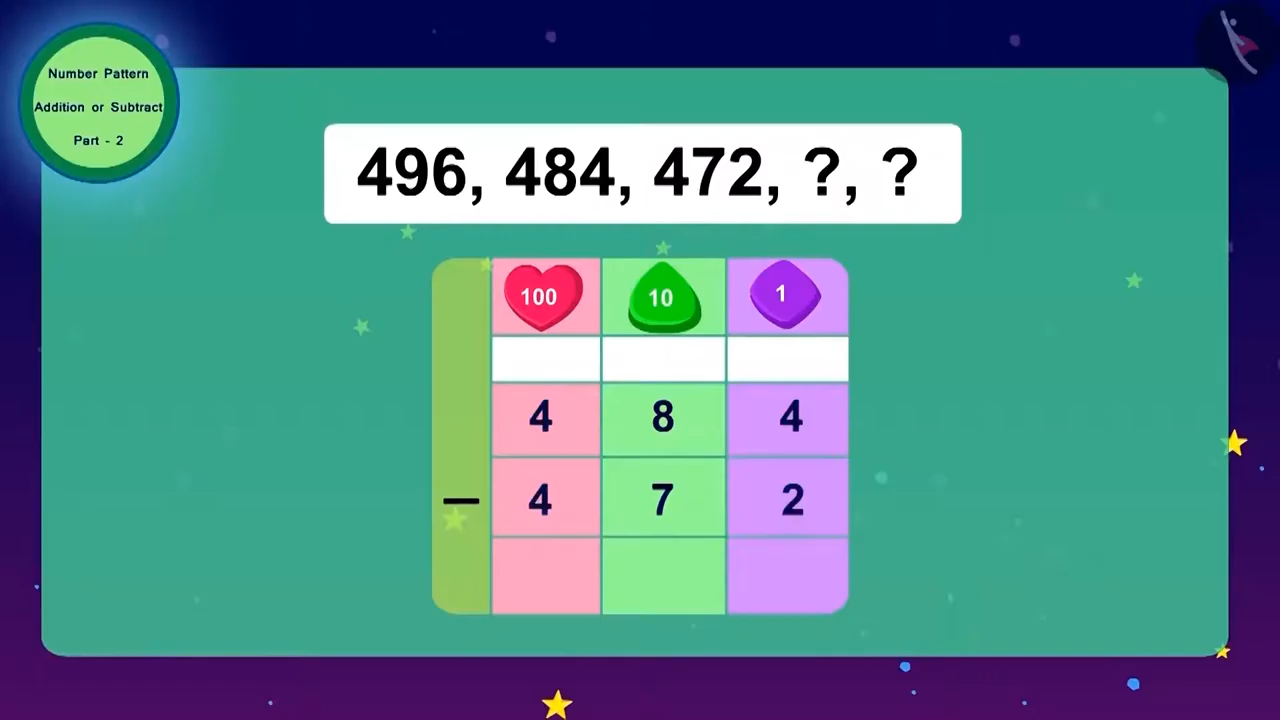 Number Pattern
Addition or Subtract
Part - 2
496, 484, 472, ?, ?
100 10 1
4 8 4
— 4 7 2